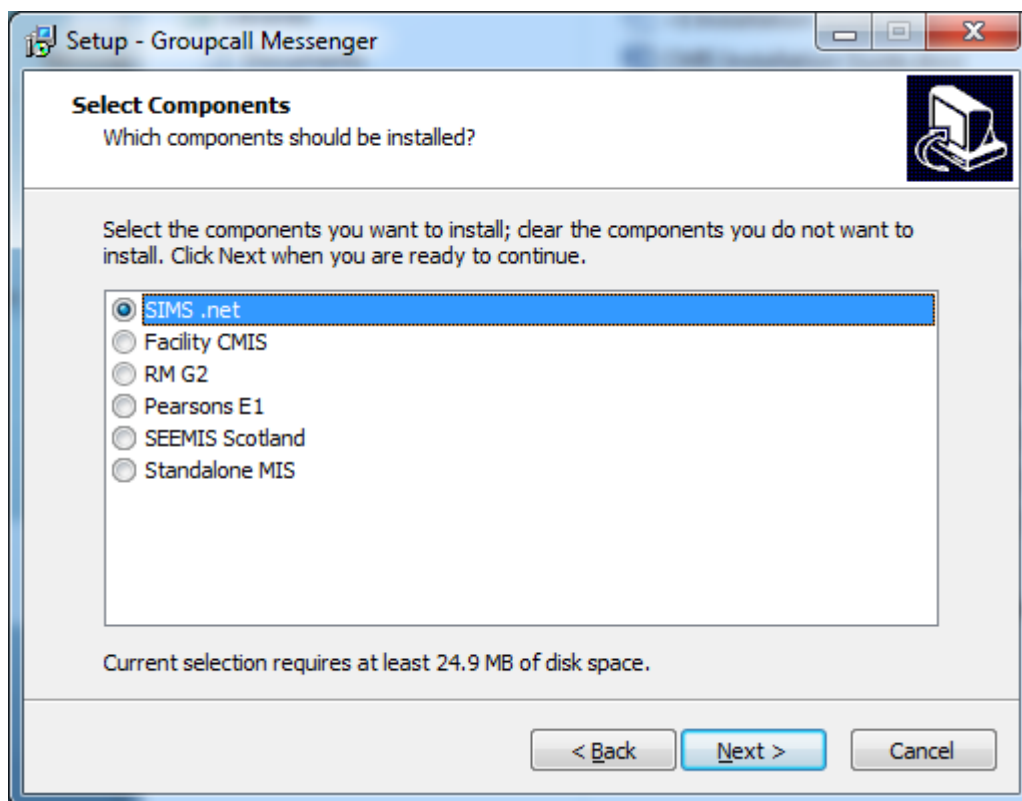 Setup - Groupcall Messenger
Select Components
Which components should be installed?
Select the components you want to install; clear the components you do not want to
install. Click Next when you are ready to continue.
SIMS .net
Facility CMIS
RM G2
Pearsons E1
SEEMIS Scotland
Standalone MIS
Current selection requires at least 24.9 MB of disk space.
< Back
Next >
Cancel